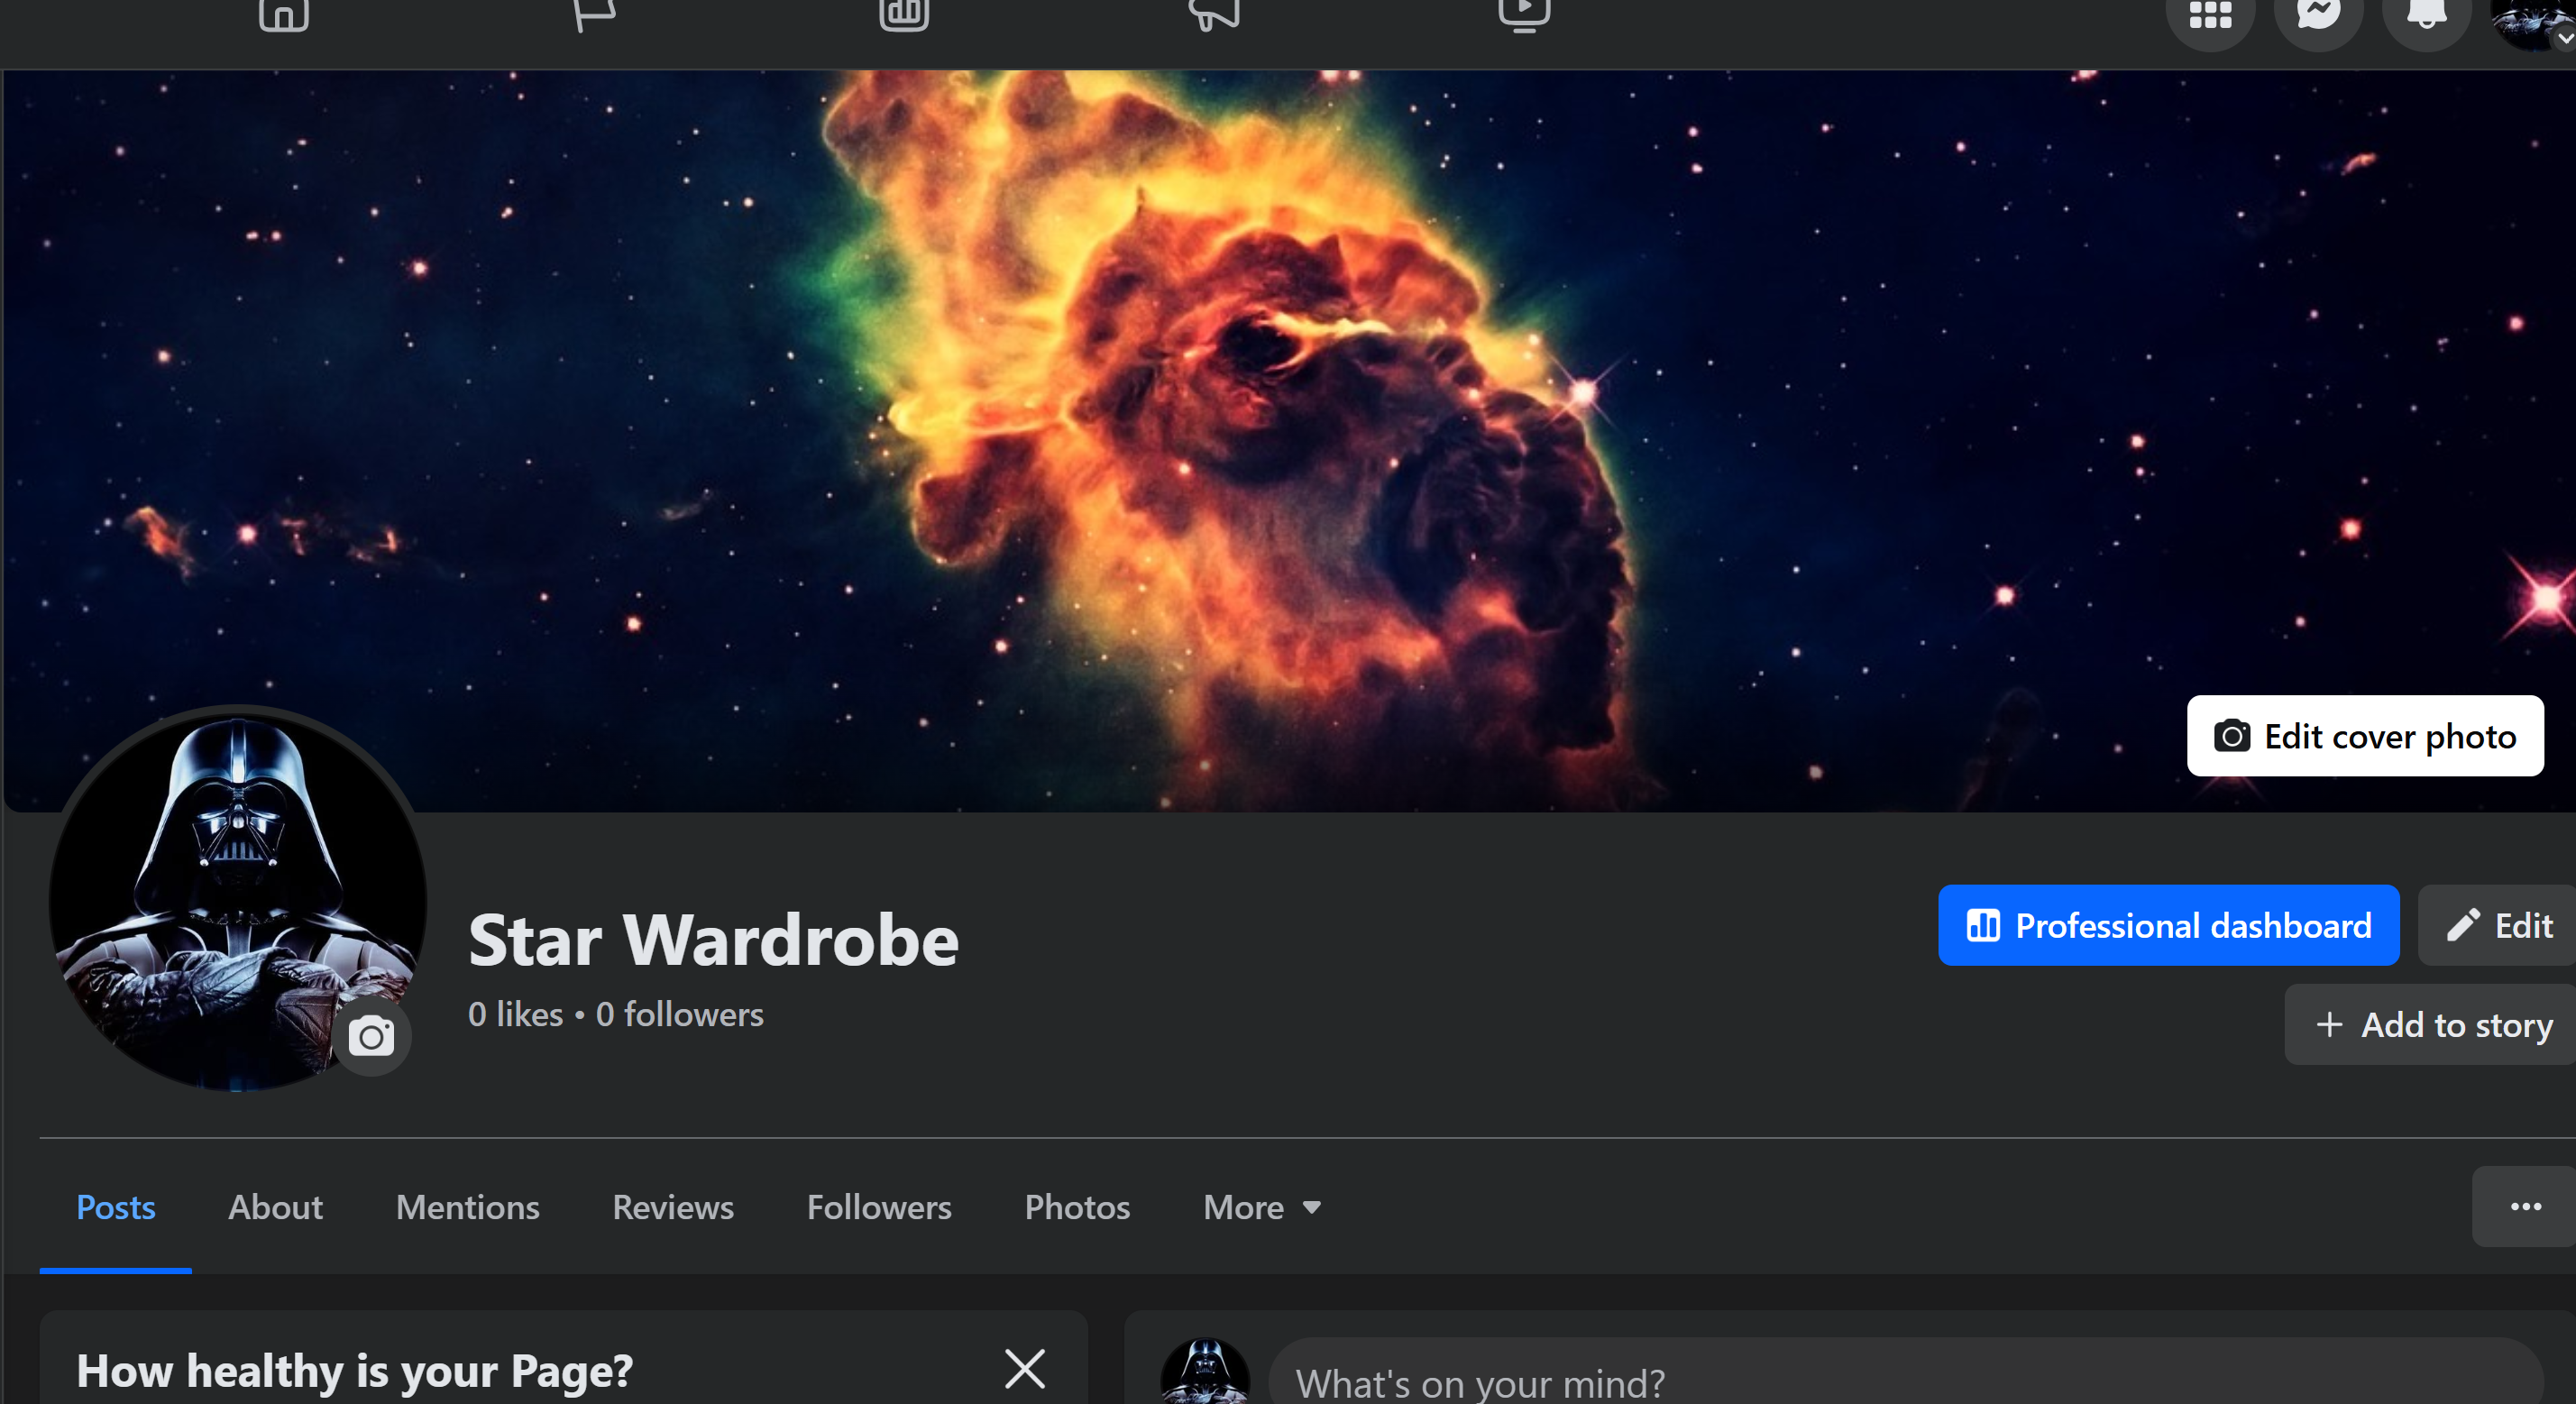 Edit cover photo
Star Wardrobe
0 likes • 0 followers
Professional dashboard
Edit
Add to story
Posts
About
Mentions
Reviews
Followers
Photos
More
How healthy is your Page?
What's on your mind?